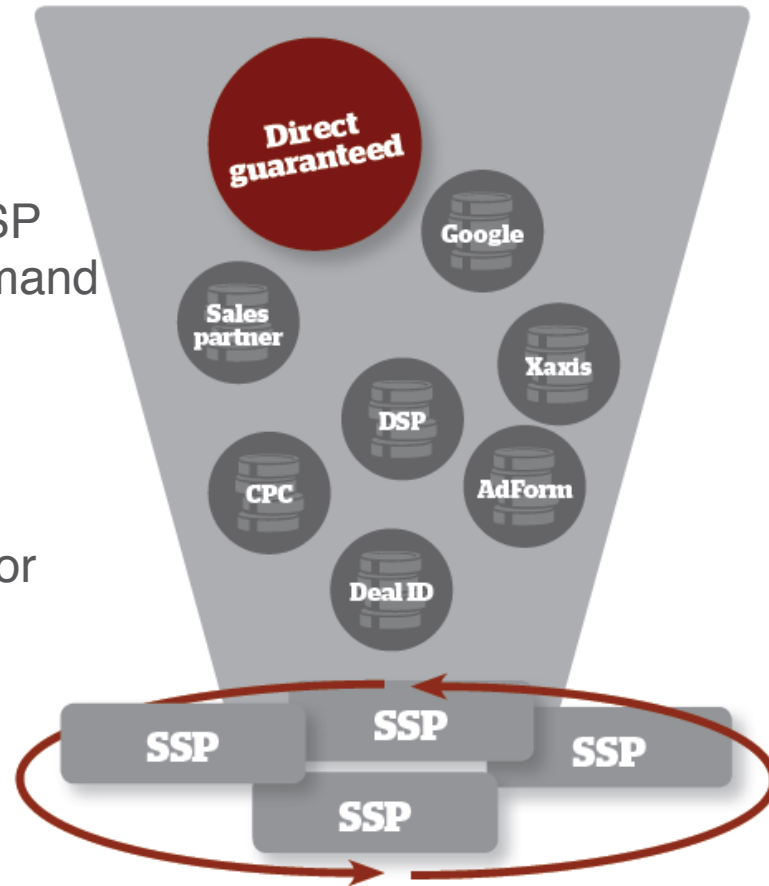 Direct
guaranteed
SP
mand
or
Google
Sales
partner
Xaxis
DSP
CPC
AdForm
Deal ID
SSP
SSP
SSP
SSP